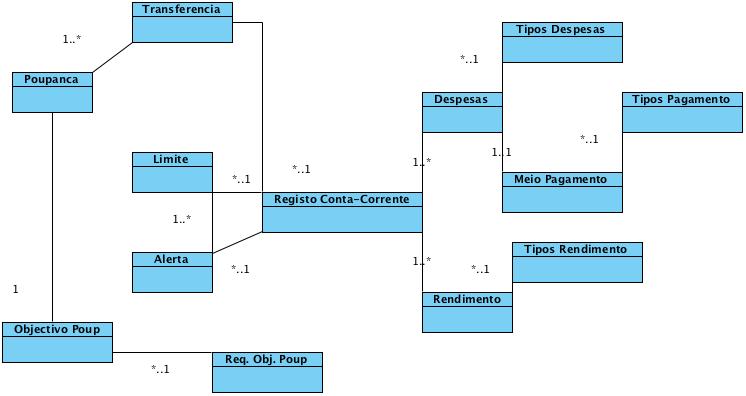 Transferencia
1..*
Poupanca
Tipos Despesas
*..1
Despesas
Tipos Pagamento
*..1
1..1
1..*
Meio Pagamento
Limite
*..1
*..1
Registo Conta-Corrente
1..*
Alerta
*..1
1..*
*..1
Tipos Rendimento
Rendimento
1
Objectivo Poup
*..1
Req. Obj. Poup